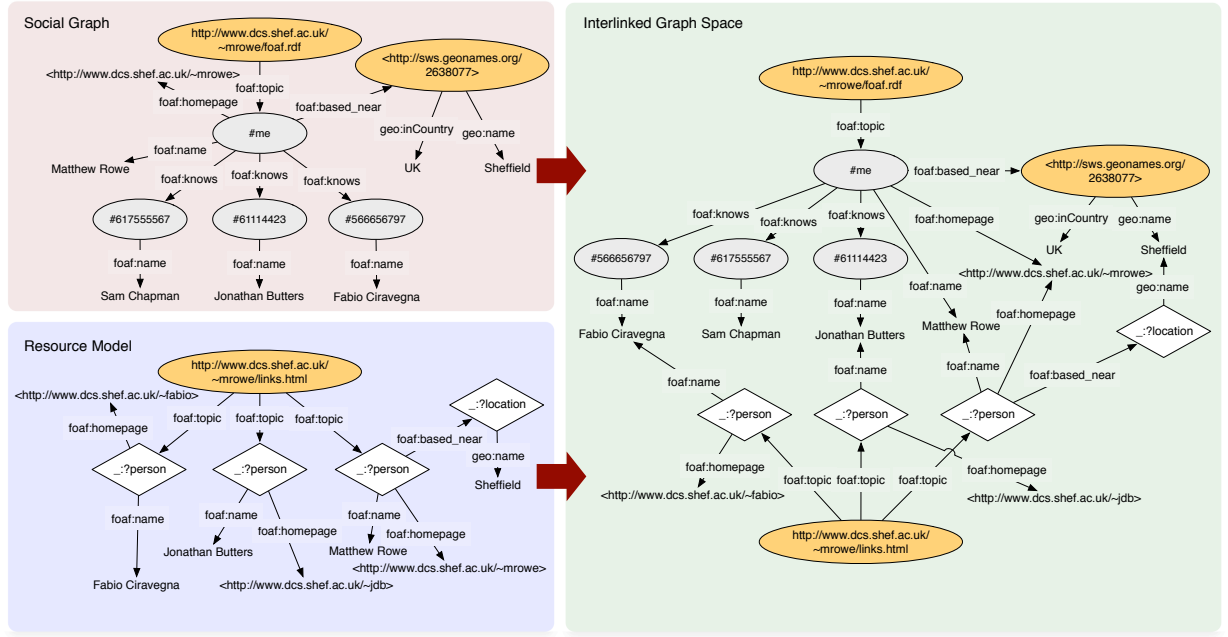 Social Graph
http://www.dcs.shef.ac.uk/
~mrowe/foaf.rdf
<http://sws.geonames.org/
2638077>
<http://www.dcs.shef.ac.uk/~mrowe>
foaf:topic
foaf:homepage
foaf:based_near
#me
geo:inCountry
geo:name
foaf:name
Matthew Rowe
UK
Sheffield
foaf:knows
foaf:knows
foaf:knows
#617555567
#61114423
#566656797
foaf:name
foaf:name
foaf:name
Sam Chapman
Jonathan Butters
Fabio Ciravegna
Resource Model
http://www.dcs.shef.ac.uk/
~mrowe/links.html
<http://www.dcs.shef.ac.uk/~fabio>
_:?location
foaf:topic
foaf:topic
foaf:topic
foaf:homepage
foaf:based_near
geo:name
_:?person
_:?person
_:?person
Sheffield
foaf:name
foaf:name
foaf:name
foaf:homepage
foaf:homepage
Jonathan Butters
Matthew Rowe
<http://www.dcs.shef.ac.uk/~mrowe>
Fabio Ciravegna
<http://www.dcs.shef.ac.uk/~jdb>
Interlinked Graph Space
http://www.dcs.shef.ac.uk/
~mrowe/foaf.rdf
foaf:topic
#me
foaf:based_near
<http://sws.geonames.org/
2638077>
foaf:knows
foaf:knows
foaf:knows
foaf:homepage
geo:inCountry
geo:name
#566656797
#617555567
#61114423
UK
Sheffield
<http://www.dcs.shef.ac.uk/~mrowe>
foaf:name
geo:name
foaf:name
foaf:name
foaf:name
foaf:homepage
Fabio Ciravegna
Sam Chapman
Jonathan Butters
Matthew Rowe
_:?location
foaf:name
foaf:name
foaf:name
foaf:based_near
_:?person
_:?person
_:?person
foaf:homepage
foaf:homepage
foaf:topic
foaf:topic
foaf:topic
<http://www.dcs.shef.ac.uk/~fabio>
<http://www.dcs.shef.ac.uk/~jdb>
http://www.dcs.shef.ac.uk/
~mrowe/links.html